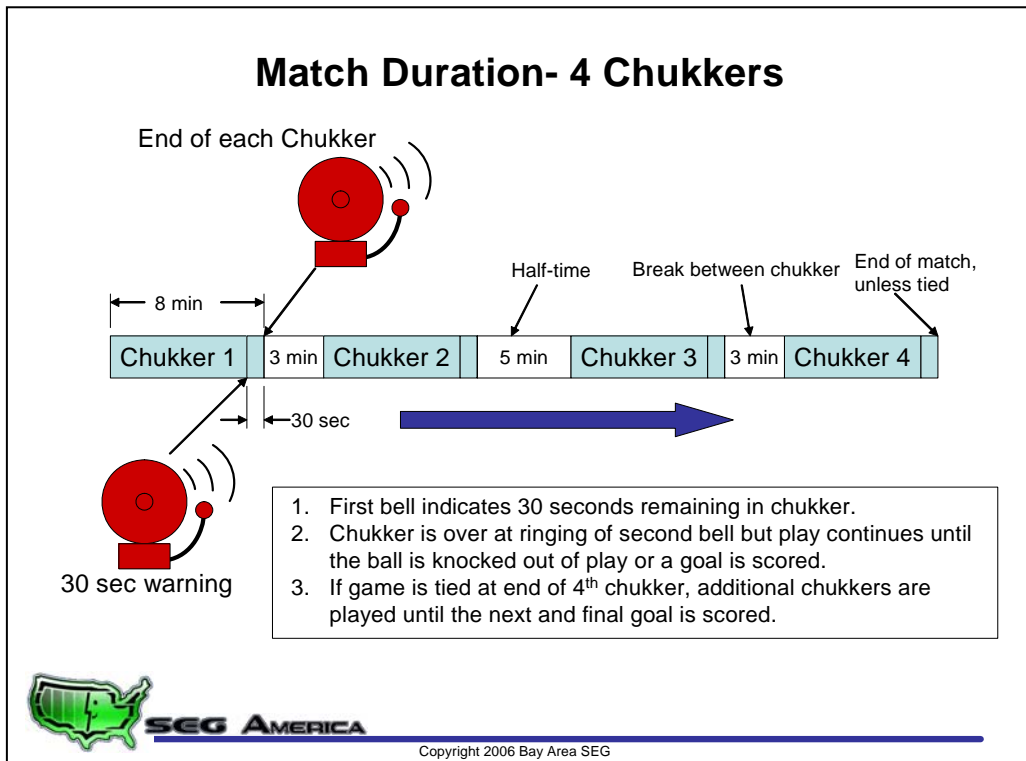 Match Duration- 4 Chukkers
End of each Chukker
8 min
Half-time
Break between chukker
End of match,
unless tied
Chukker 1
3 min
Chukker 2
5 min
Chukker 3
3 min
Chukker 4
30 sec
30 sec warning
1. First bell indicates 30 seconds remaining in chukker.
2. Chukker is over at ringing of second bell but play continues until
the ball is knocked out of play or a goal is scored.
3. If game is tied at end of 4th chukker, additional chukkers are
played until the next and final goal is scored.
SEG AMERICA
Copyright 2006 Bay Area SEG